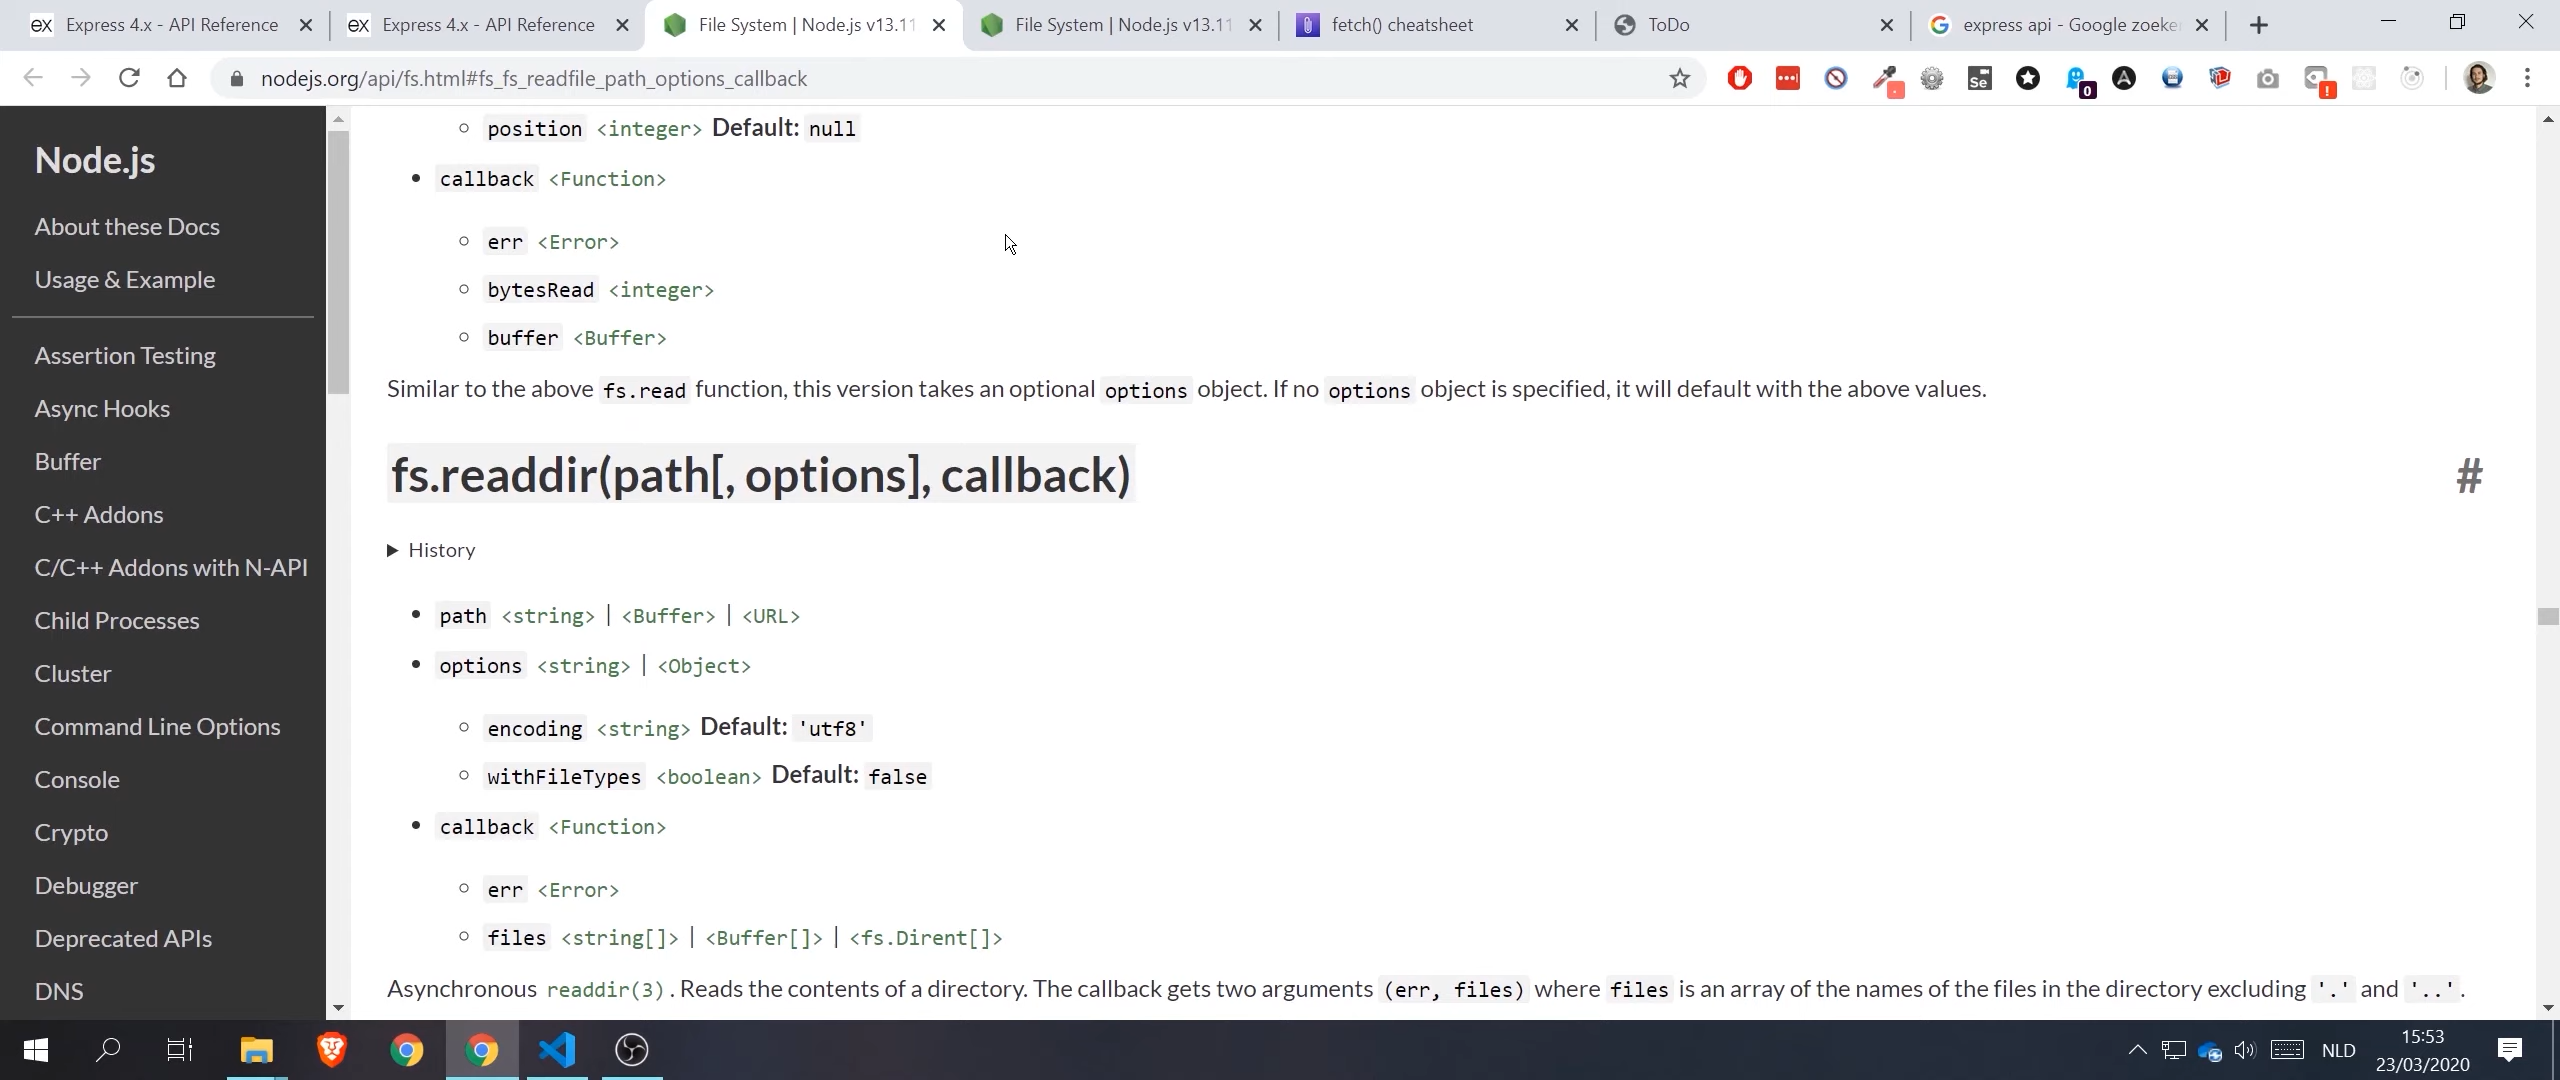 Express 4.x - API Reference
Express 4.x - API Reference
File System | Node.js v13.11
File System | Node.js v13.11
fetch() cheatsheet
ToDo
express api - Google zoeken
nodejs.org/api/fs.html#fs_fs_readfile_path_options_callback
Node.js
About these Docs
Usage & Example
Assertion Testing
Async Hooks
Buffer
C++ Addons
C/C++ Addons with N-API
Child Processes
Cluster
Command Line Options
Console
Crypto
Debugger
Deprecated APIs
DNS
position <integer> Default: null
callback <Function>
err <Error>
bytesRead <integer>
buffer <Buffer>
Similar to the above fs.read function, this version takes an optional options object. If no options object is specified, it will default with the above values.
fs.readdir(path[, options], callback)
#
History
path <string> | <Buffer> | <URL>
options <string> | <Object>
encoding <string> Default: 'utf8'
withFileTypes <boolean> Default: false
callback <Function>
err <Error>
files <string[]> | <Buffer[]> | <fs.Dirent[]>
Asynchronous readdir(3). Reads the contents of a directory. The callback gets two arguments (err, files) where files is an array of the names of the files in the directory excluding '.' and '..'.
NLD
15:53
23/03/2020